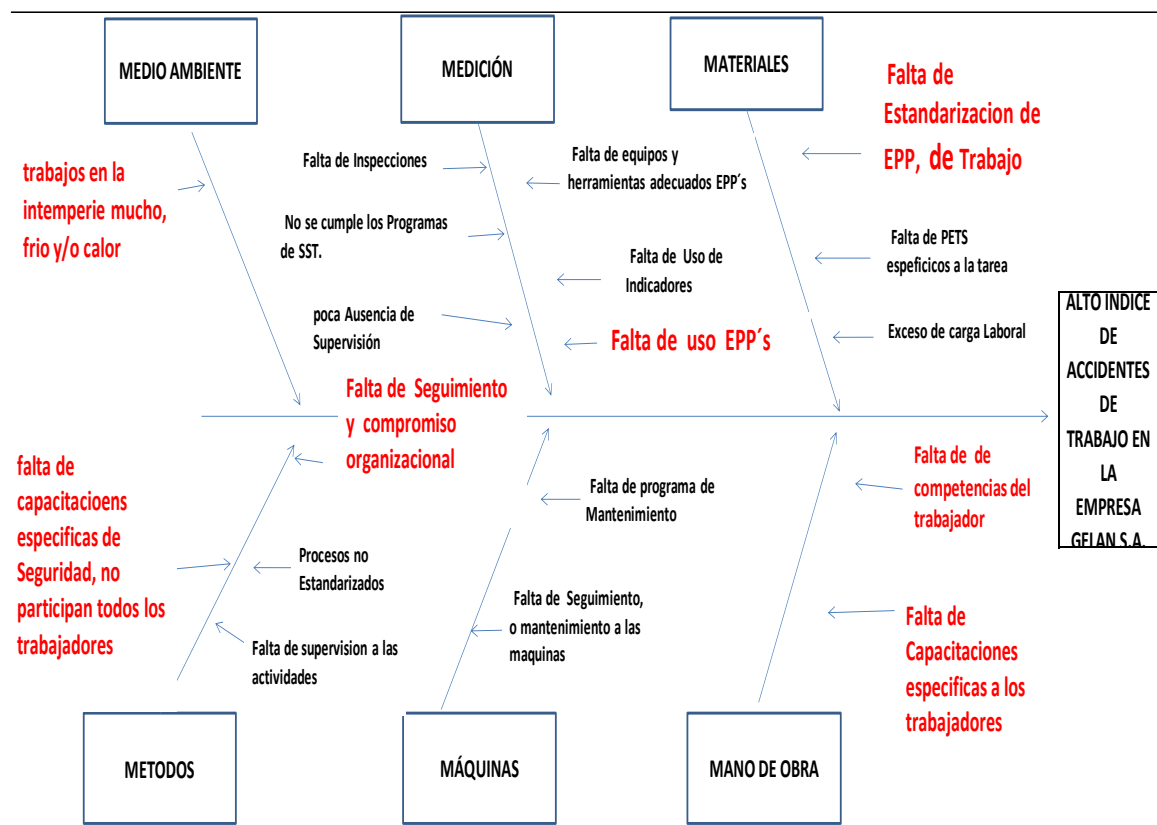 MEDIO AMBIENTE
MEDICIÓN
MATERIALES
Falta de
Estandarizacion de
EPP, de Trabajo
trabajos en la
intemperie mucho,
frio y/o calor
Falta de Inspecciones
Falta de equipos y
herramientas adecuados EPP´s
No se cumple los Programas
de SST.
Falta de Uso de
Indicadores
poca Ausencia de
Supervisión
Falta de uso EPP´s
Falta de PETS
espeficicos a la tarea
Exceso de carga Laboral
ALTO INDICE
DE
ACCIDENTES
DE
TRABAJO EN
LA
EMPRESA
GELAN S.A.
Falta de Seguimiento
y compromiso
organizacional
falta de
capacitacioens
especificas de
Seguridad, no
participan todos los
trabajadores
Procesos no
Estandarizados
Falta de supervision a las
actividades
Falta de programa de
Mantenimiento
Falta de Seguimiento,
o mantenimiento a las
maquinas
Falta de de
competencias del
trabajador
Falta de
Capacitaciones
especificas a los
trabajadores
METODOS
MÁQUINAS
MANO DE OBRA